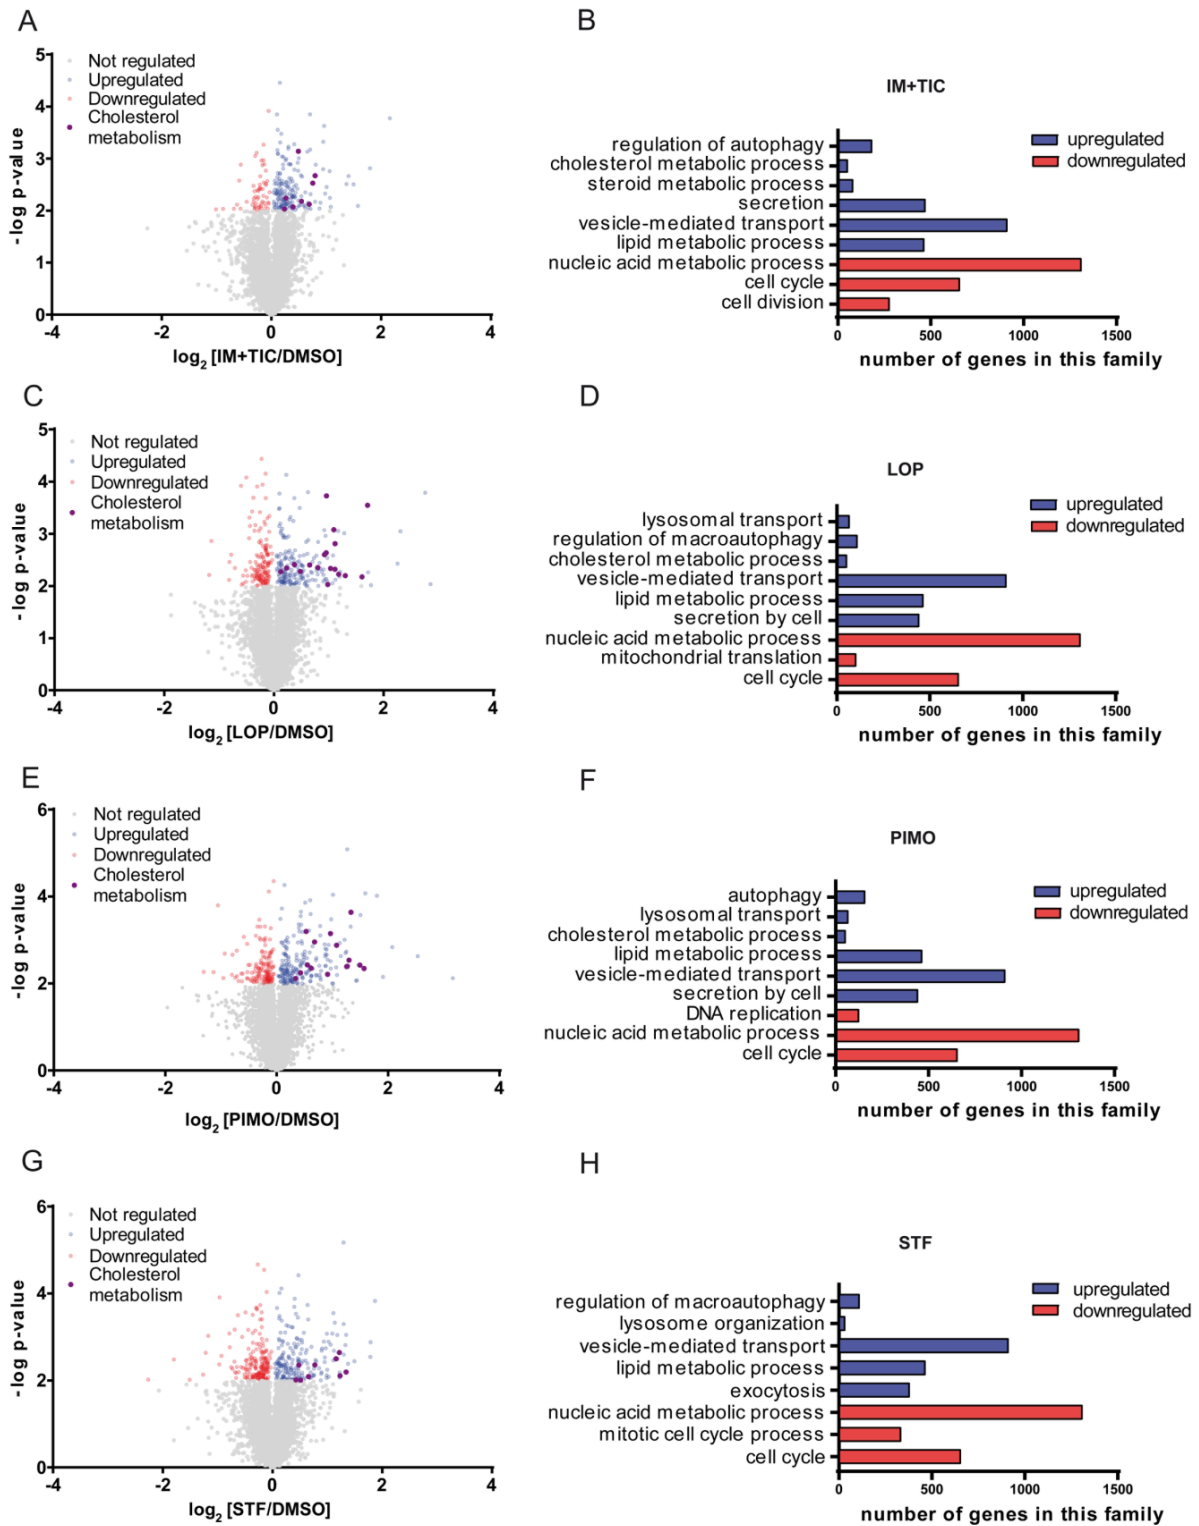 A
5
4
3
2
1
0
-log p-value
Not regulated
Upregulated
Downregulated
Cholesterol
metabolism
-4
-2
0
2
4
log2 [IM+TIC/DMSO]
B
IM+TIC
upregulated
downregulated
regulation of autophagy
cholesterol metabolic process
steroid metabolic process
secretion
vesicle-mediated transport
lipid metabolic process
nucleic acid metabolic process
cell cycle
cell division
0
500
1000
1500
number of genes in this family
C
5
4
3
2
1
0
-log p-value
Not regulated
Upregulated
Downregulated
Cholesterol
metabolism
-4
-2
0
2
4
log2 [LOP/DMSO]
D
LOP
upregulated
downregulated
lysosomal transport
regulation of macroautophagy
cholesterol metabolic process
vesicle-mediated transport
lipid metabolic process
secretion by cell
nucleic acid metabolic process
mitochondrial translation
cell cycle
0
500
1000
1500
number of genes in this family
E
6
4
2
0
-log p-value
Not regulated
Upregulated
Downregulated
Cholesterol
metabolism
-4
-2
0
2
4
log2 [PIMO/DMSO]
F
PIMO
upregulated
downregulated
autophagy
lysosomal transport
cholesterol metabolic process
lipid metabolic process
vesicle-mediated transport
secretion by cell
DNA replication
nucleic acid metabolic process
cell cycle
0
500
1000
1500
number of genes in this family
G
6
4
2
0
-log p-value
Not regulated
Upregulated
Downregulated
Cholesterol
metabolism
-4
-2
0
2
4
log2 [STF/DMSO]
H
STF
upregulated
downregulated
regulation of macroautophagy
lysosome organization
vesicle-mediated transport
lipid metabolic process
exocytosis
nucleic acid metabolic process
mitotic cell cycle process
cell cycle
0
500
1000
1500
number of genes in this family